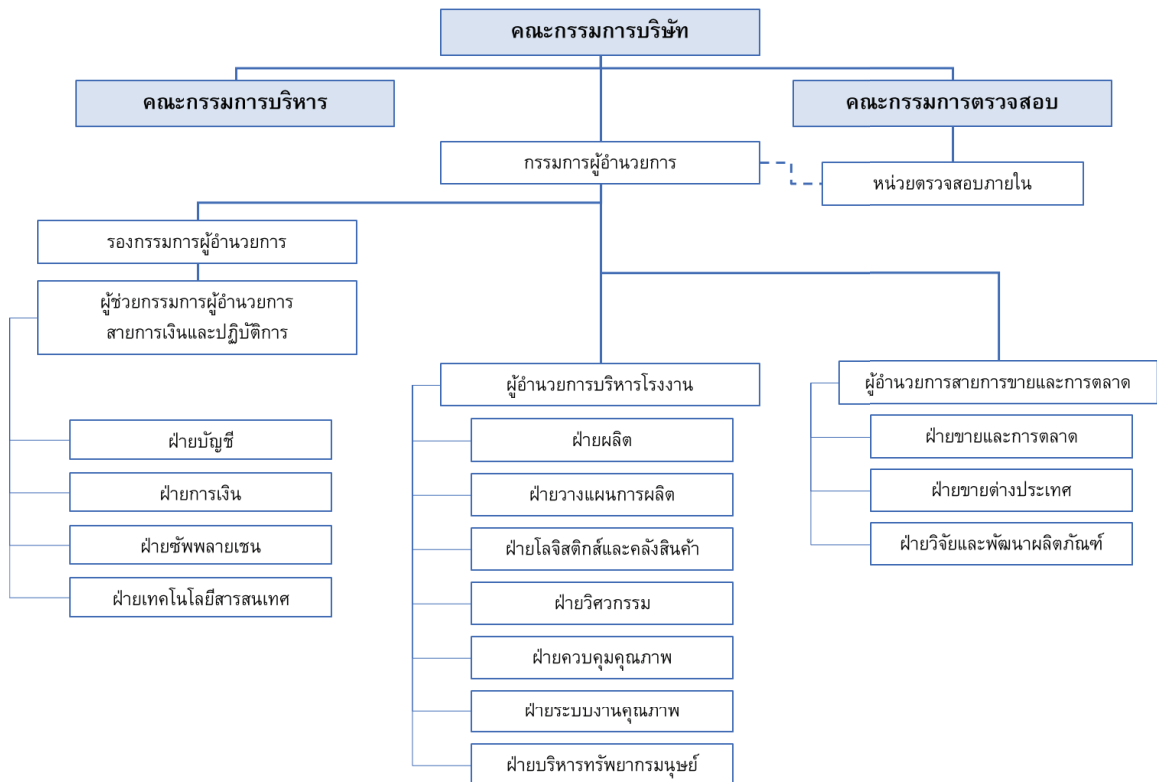 คณะกรรมการบริษัท
คณะกรรมการบริหาร
คณะกรรมการตรวจสอบ
กรรมการผู้อำนวยการ
หน่วยตรวจสอบภายใน
รองกรรมการผู้อำนวยการ
ผู้ช่วยกรรมการผู้อำนวยการ
สายการเงินและปฏิบัติการ
ฝ่ายบัญชี
ฝ่ายการเงิน
ฝ่ายซัพพลายเชน
ฝ่ายเทคโนโลยีสารสนเทศ
ผู้อำนวยการบริหารโรงงาน
ฝ่ายผลิต
ฝ่ายวางแผนการผลิต
ฝ่ายโลจิสติกส์และคลังสินค้า
ฝ่ายวิศวกรรม
ฝ่ายควบคุมคุณภาพ
ฝ่ายระบบงานคุณภาพ
ฝ่ายบริหารทรัพยากรมนุษย์
ผู้อำนวยการสายการขายและการตลาด
ฝ่ายขายและการตลาด
ฝ่ายขายต่างประเทศ
ฝ่ายวิจัยและพัฒนาผลิตภัณฑ์